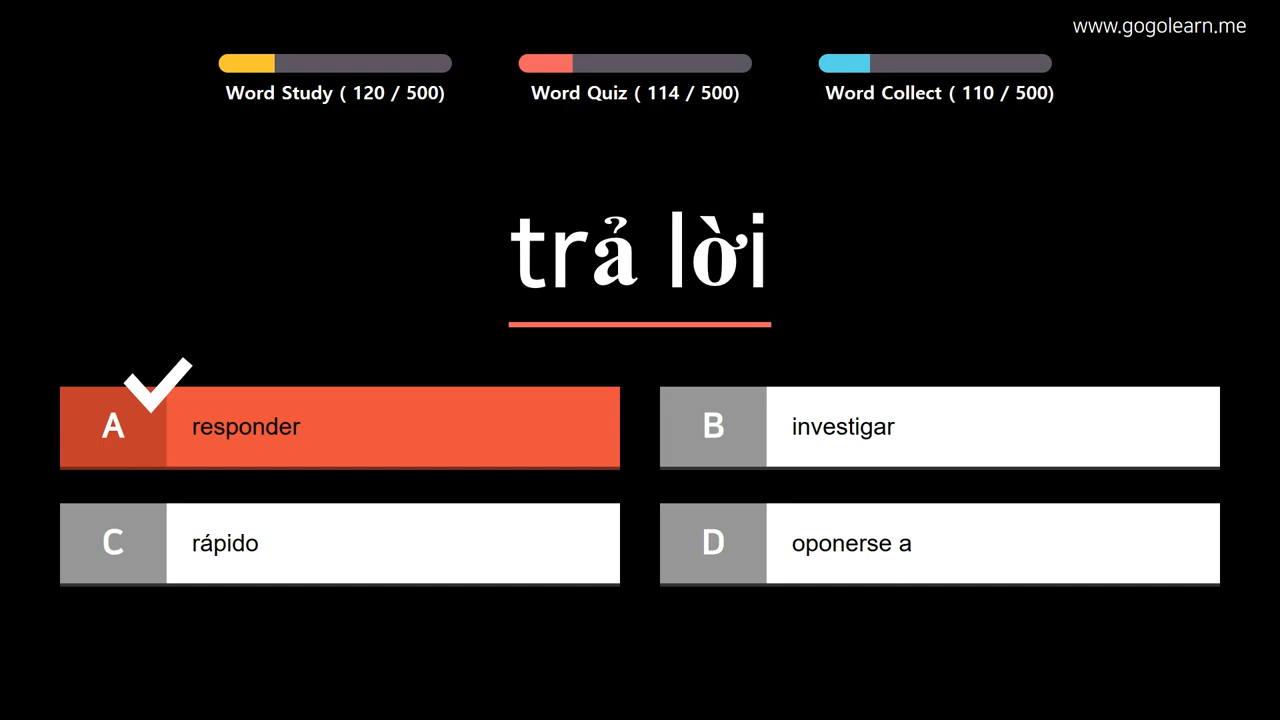 www.gogolearn.me
Word Study ( 120 / 500)
Word Quiz ( 114 / 500)
Word Collect ( 110 / 500)
trả lời
A responder
B investigar
C rápido
D oponerse a